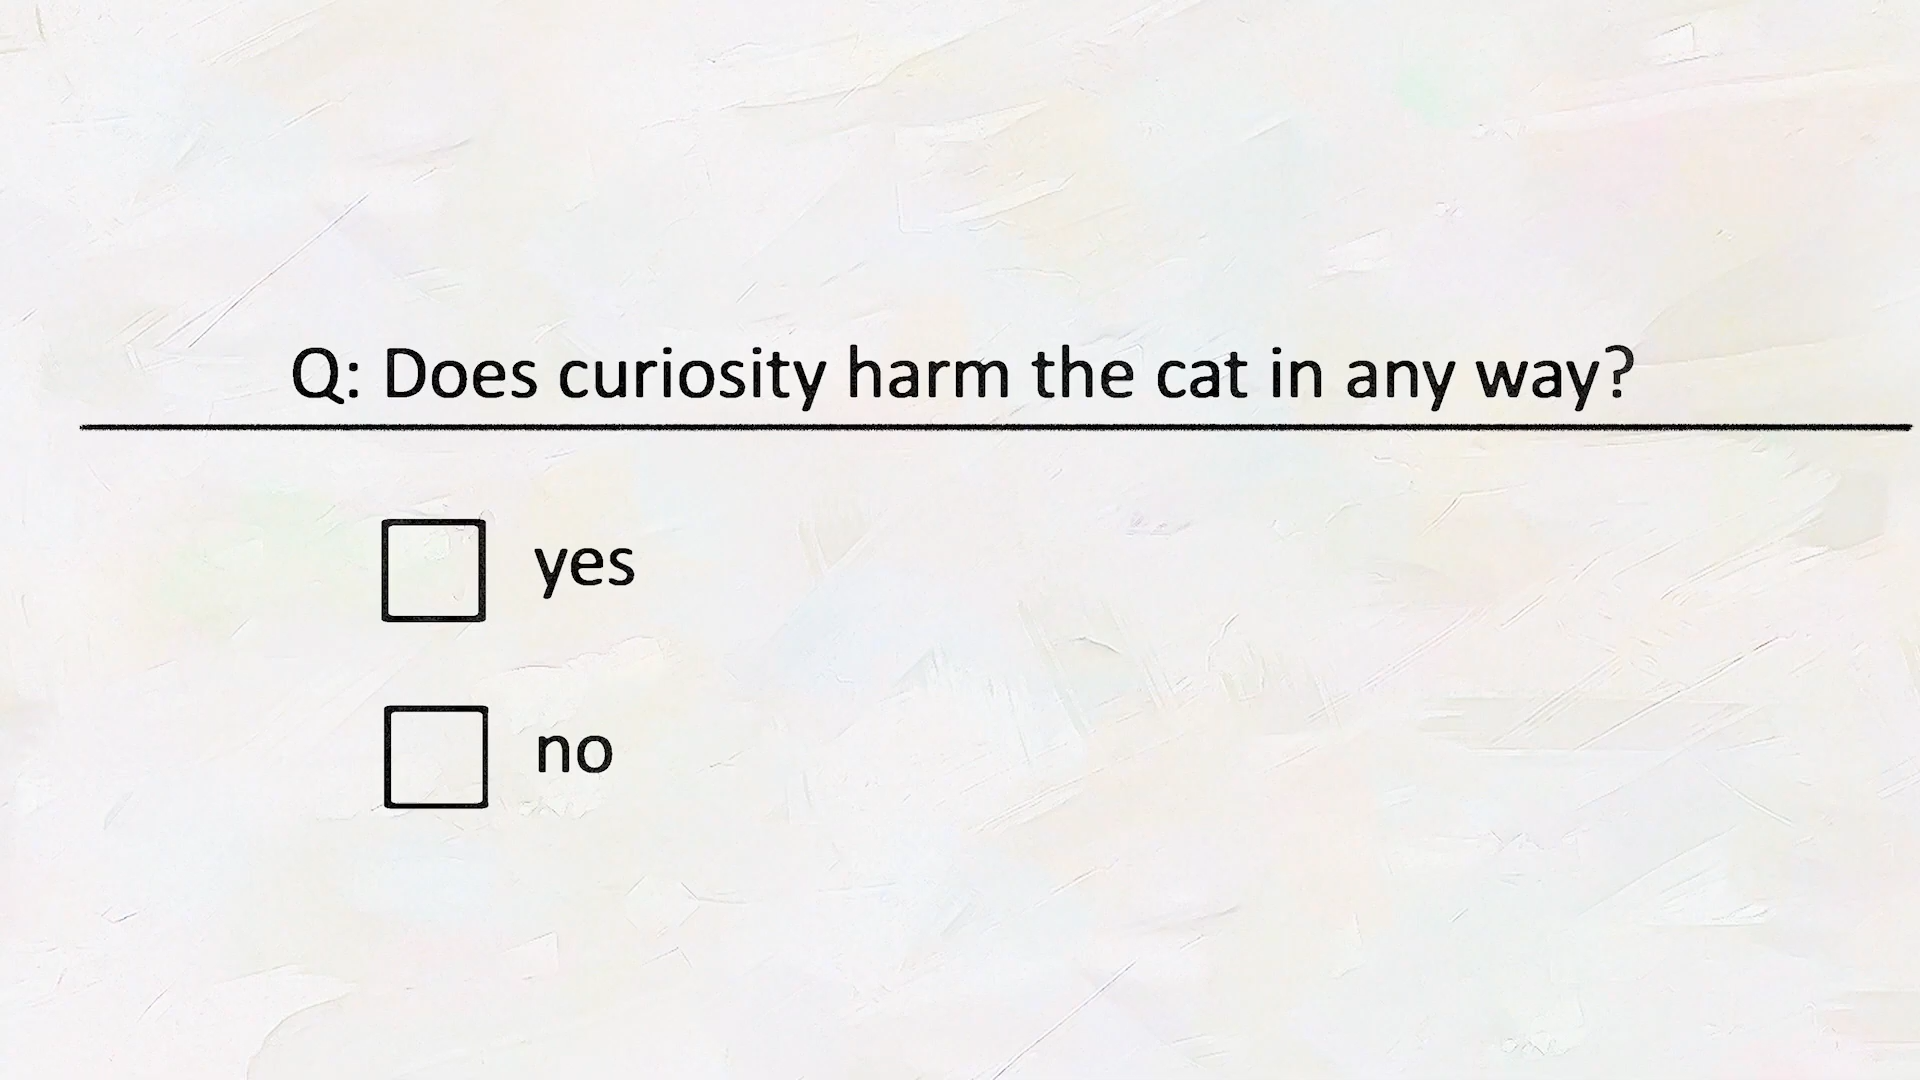 Q: Does curiosity harm the cat in any way?
yes
no